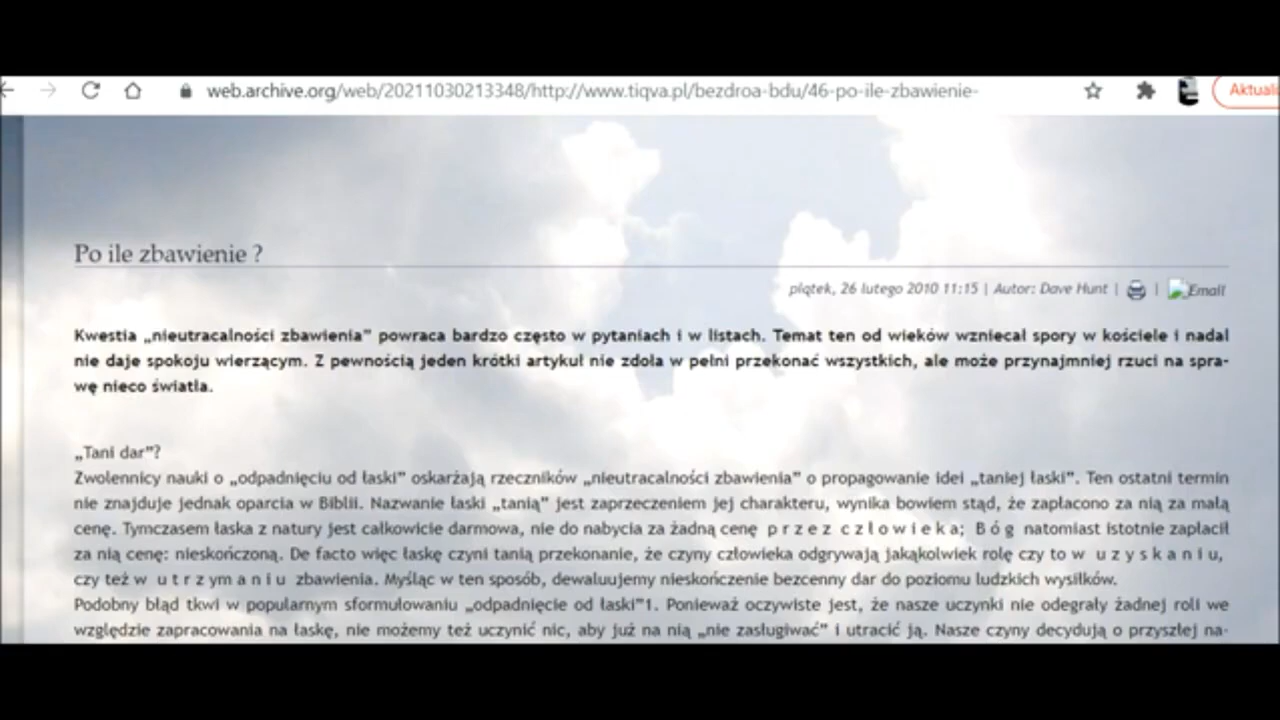 web.archive.org/web/20211030213348/http://www.tiqva.pl/bezdroa-bdu/46-po-ile-zbawienie-
Po ile zbawienie ?
piątek, 26 lutego 2010 11:15 | Autor: Dave Hunt | | Email
Kwestia „nieutracalności zbawienia” powraca bardzo często w pytaniach i w listach. Temat ten od wieków wzniecał spory w kościele i nadal
nie daje spokoju wierzącym. Z pewnością jeden krótki artykuł nie zdoła w pełni przekonać wszystkich, ale może przynajmniej rzuci na spra-
wę nieco światła.
„Tani dar”?
Zwolennicy nauki o „odpadnięciu od łaski” oskarżają rzeczników „nieutracalności zbawienia” o propagowanie idei „taniej łaski”. Ten ostatni termin
nie znajduje jednak oparcia w Biblii. Nazwanie łaski „tanią” jest zaprzeczeniem jej charakteru, wynika bowiem stąd, że zapłacono za nią za małą
cenę. Tymczasem łaska z natury jest całkowicie darmowa, nie do nabycia za żadną cenę p r z e z c z ł o w i e k a; B ó g natomiast istotnie zapłacił
za nią cenę: nieskończoną. De facto więc łaskę czyni tanią przekonanie, że czyny człowieka odgrywają jakąkolwiek rolę czy to w u z y s k a n i u,
czy też w u t r z y m a n i u zbawienia. Myśląc w ten sposób, dewaluujemy nieskończenie bezcenny dar do poziomu ludzkich wysiłków.
Podobny błąd tkwi w popularnym sformułowaniu „odpadnięcie od łaski”1. Ponieważ oczywiste jest, że nasze uczynki nie odegrały żadnej roli we
względzie zapracowania na łaskę, nie możemy też uczynić nic, aby już na nią „nie zasługiwać” i utracić ją. Nasze czyny decydują o przyszłej na-